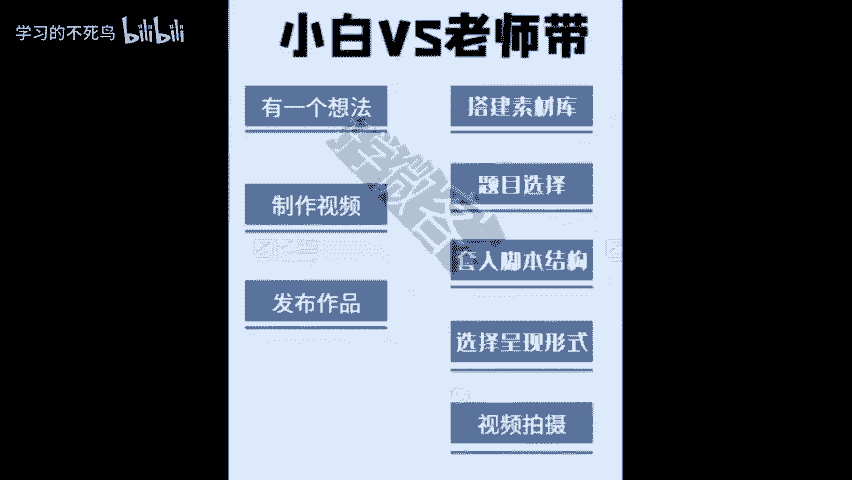 学习的不死鸟 bilibili
小白VS老师带
有一个想法
制作视频
发布作品
搭建素材库
题目选择
套入脚本结构
选择呈现形式
视频拍摄